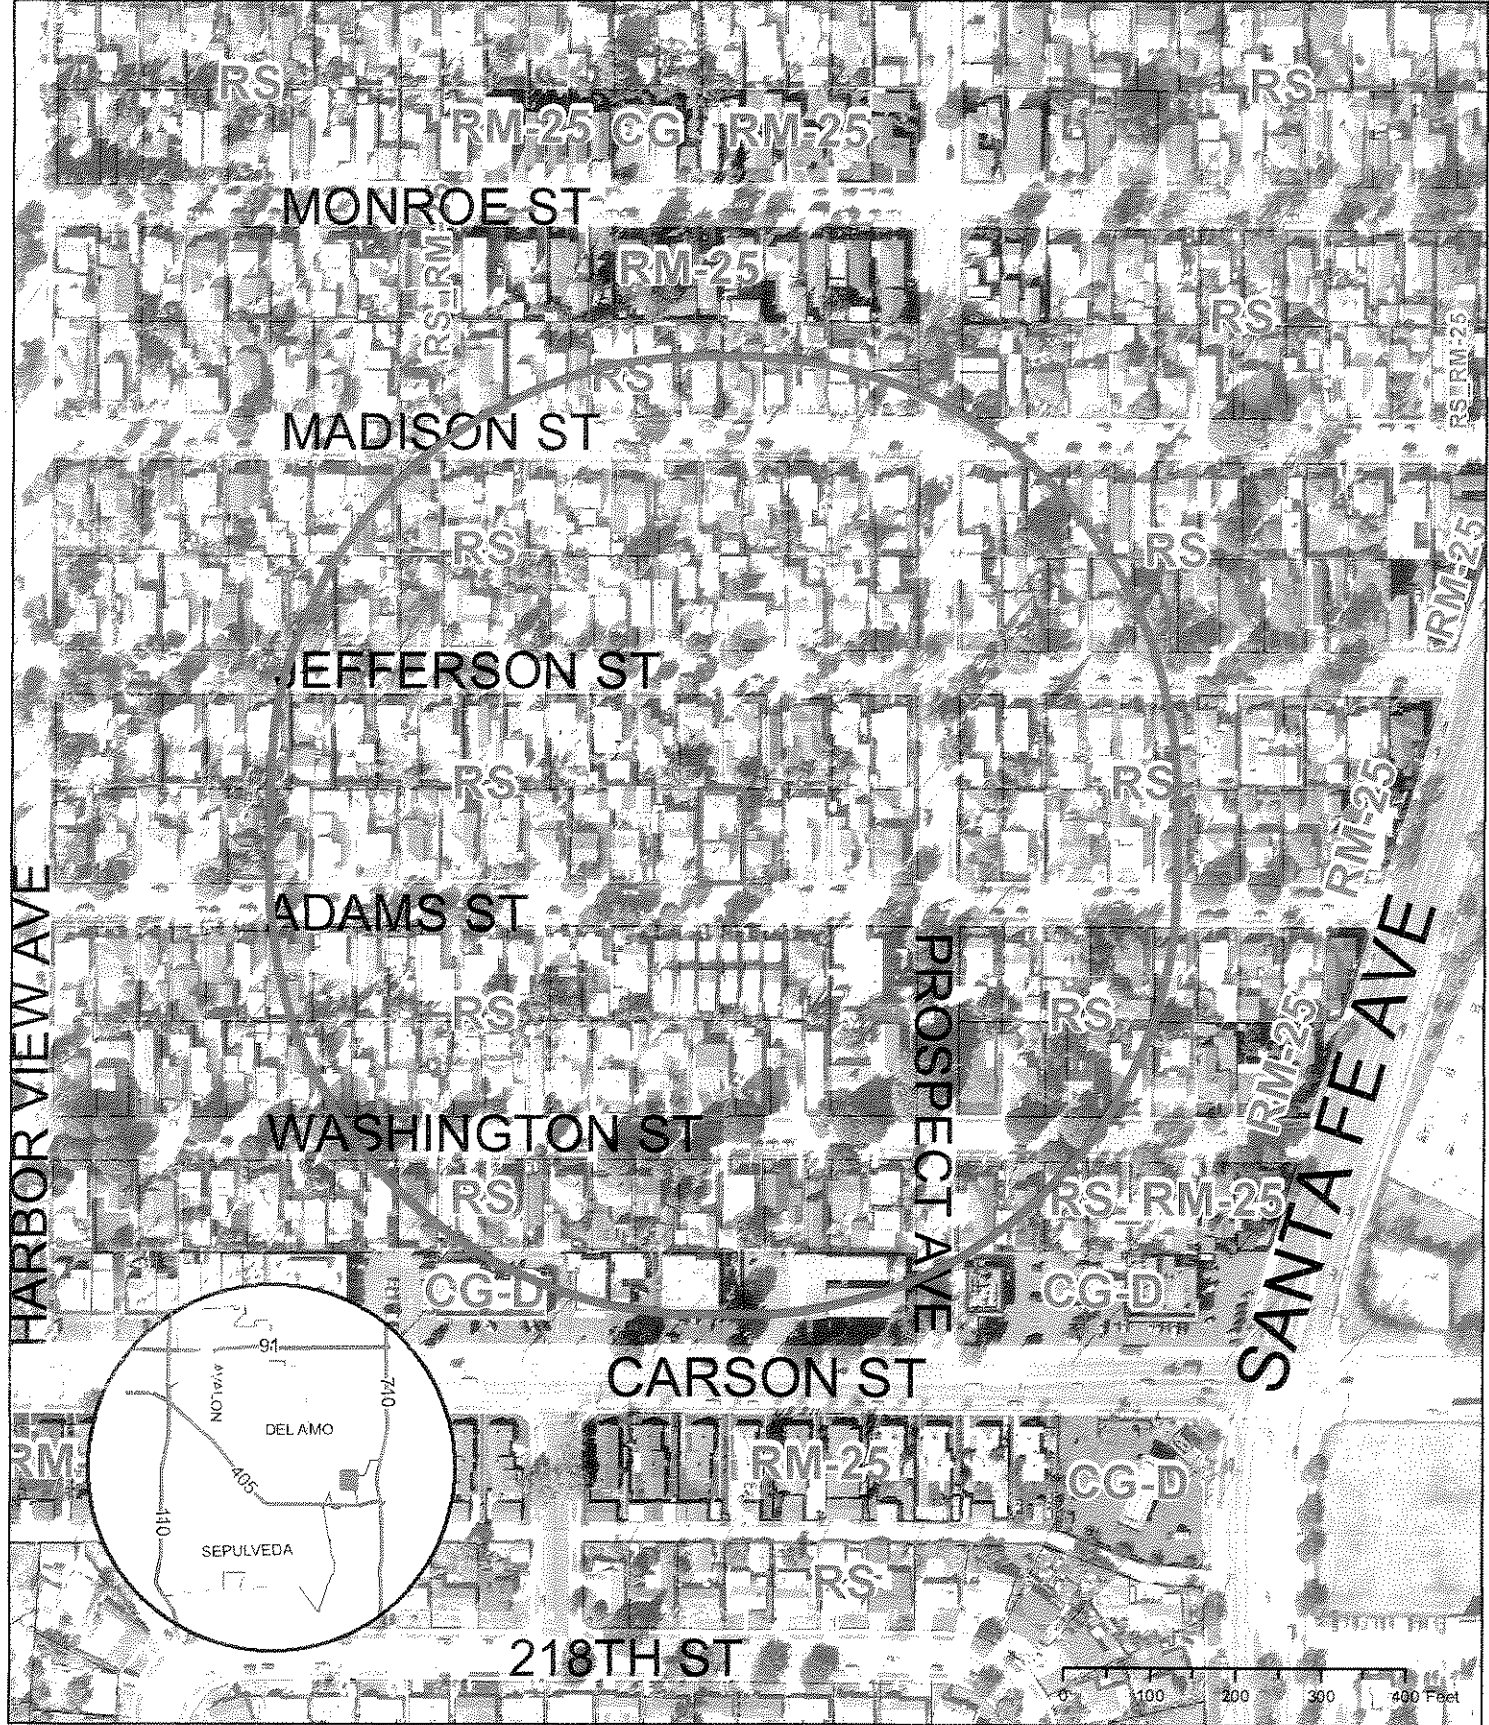 RS
RS
RM-25 CG RM-25
MONROE ST
RS_RM-25
RM-25
RS
RS_RM-25
RS
MADISON ST
RS
RS
RM-25
JEFFERSON ST
RS
RS
RM-25
HARBOR VIEW AVE
ADAMS ST
PROSPECT AVE
SANTA FE AVE
RS
RS
RM-25
WASHINGTON ST
RS
RS_RM-25
CG-D
CG-D
91
AVALON
710
CARSON ST
DEL AMO
405
110
SEPULVEDA
RM-
RM-25
CG-D
RS
218TH ST
0 100 200 300 400 Feet